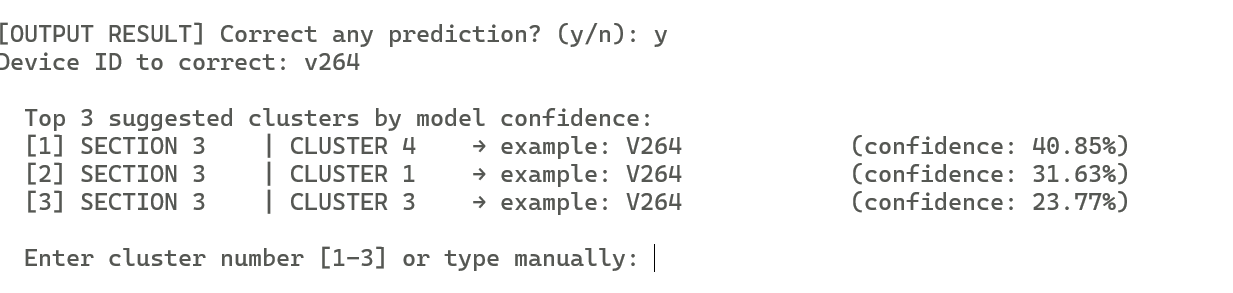 [OUTPUT RESULT] Correct any prediction? (y/n): y
Device ID to correct: v264
Top 3 suggested clusters by model confidence:
[1] SECTION 3 | CLUSTER 4 → example: V264 (confidence: 40.85%)
[2] SECTION 3 | CLUSTER 1 → example: V264 (confidence: 31.63%)
[3] SECTION 3 | CLUSTER 3 → example: V264 (confidence: 23.77%)
Enter cluster number [1-3] or type manually: